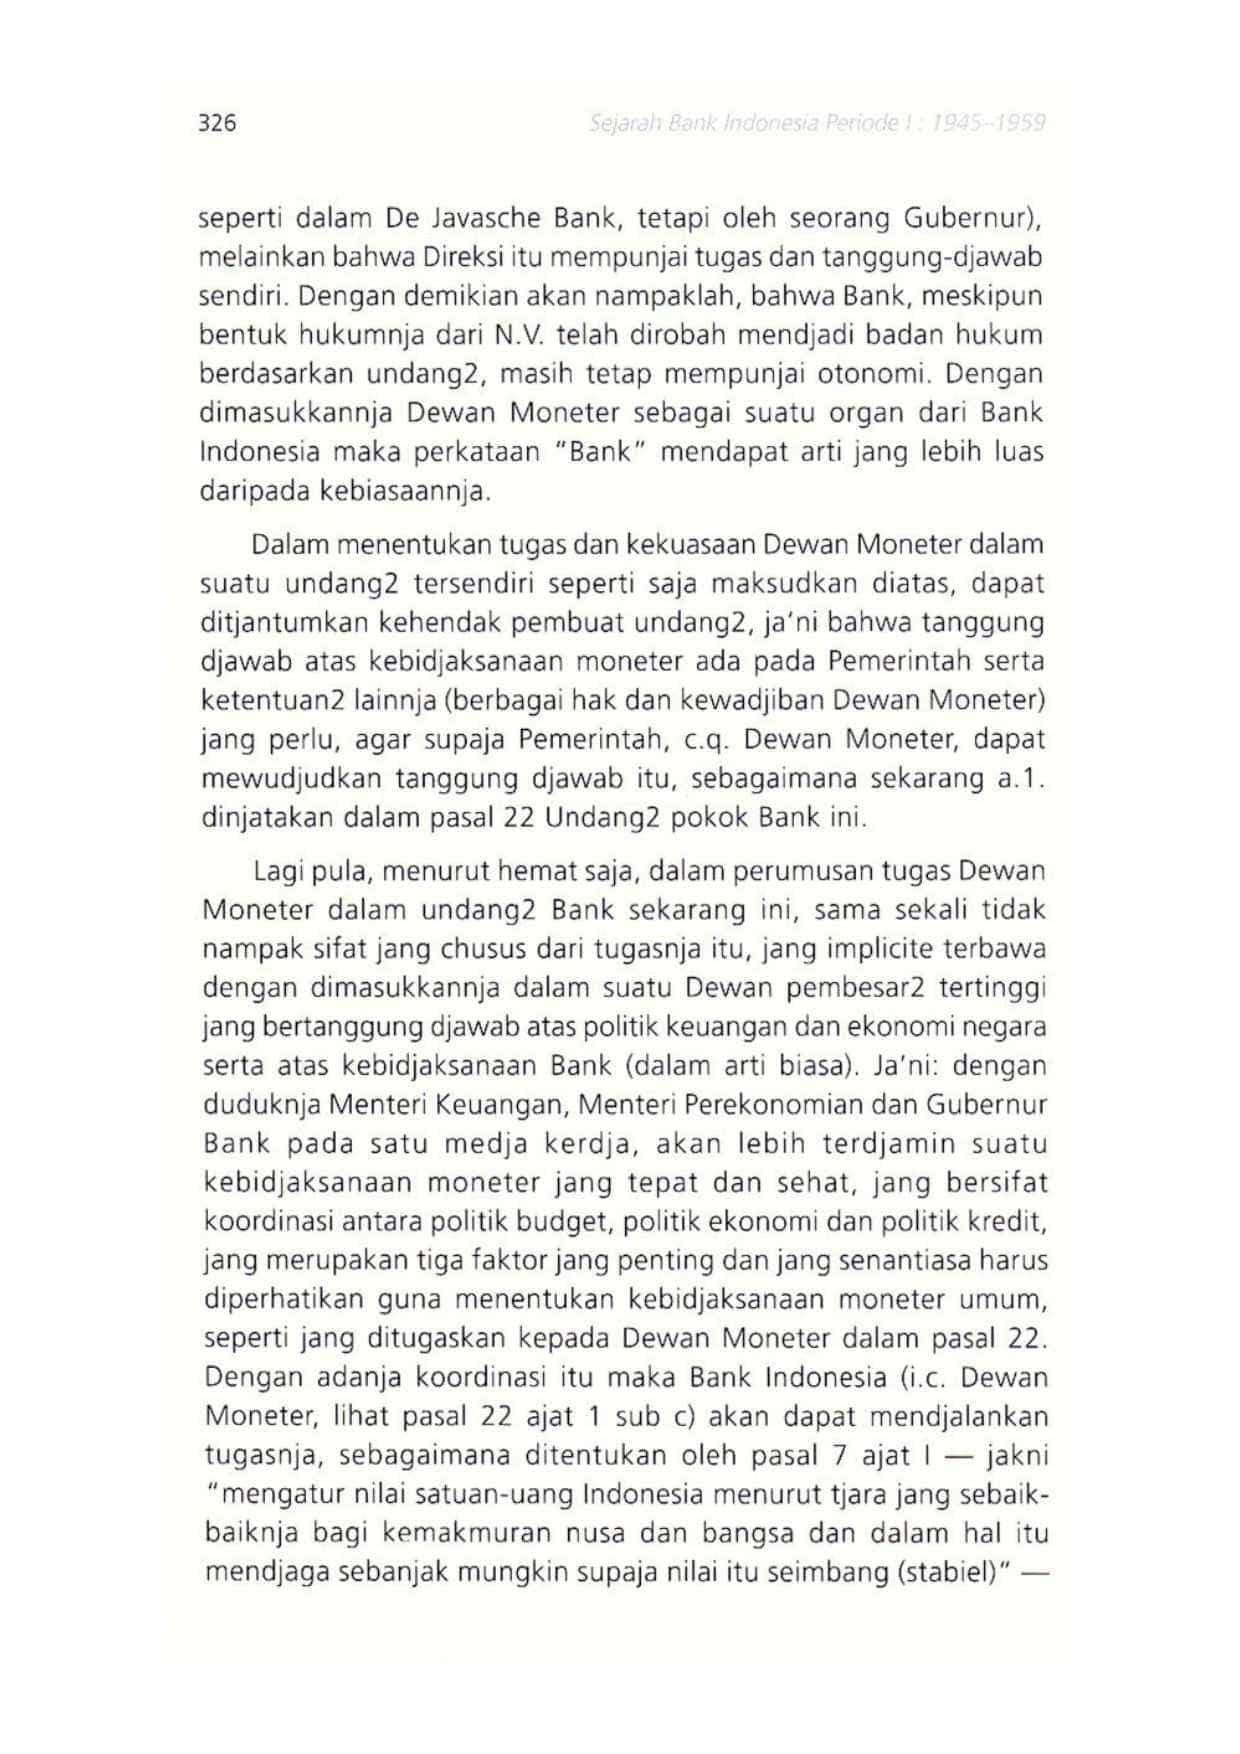 326
Sejarah Bank Indonesia Periode I : 1945–1959
seperti dalam De Javasche Bank, tetapi oleh seorang Gubernur),
melainkan bahwa Direksi itu mempunjai tugas dan tanggung-djawab
sendiri. Dengan demikian akan nampaklah, bahwa Bank, meskipun
bentuk hukumnja dari N.V. telah dirobah mendjadi badan hukum
berdasarkan undang2, masih tetap mempunjai otonomi. Dengan
dimasukkannja Dewan Moneter sebagai suatu organ dari Bank
Indonesia maka perkataan "Bank" mendapat arti jang lebih luas
daripada kebiasaannja.
Dalam menentukan tugas dan kekuasaan Dewan Moneter dalam
suatu undang2 tersendiri seperti saja maksudkan diatas, dapat
ditjantumkan kehendak pembuat undang2, ja'ni bahwa tanggung
djawab atas kebidjaksanaan moneter ada pada Pemerintah serta
ketentuan2 lainnja (berbagai hak dan kewadjiban Dewan Moneter)
jang perlu, agar supaja Pemerintah, c.q. Dewan Moneter, dapat
mewudjudkan tanggung djawab itu, sebagaimana sekarang a.1.
dinjatakan dalam pasal 22 Undang2 pokok Bank ini.
Lagi pula, menurut hemat saja, dalam perumusan tugas Dewan
Moneter dalam undang2 Bank sekarang ini, sama sekali tidak
nampak sifat jang chusus dari tugasnja itu, jang implicite terbawa
dengan dimasukkannja dalam suatu Dewan pembesar2 tertinggi
jang bertanggung djawab atas politik keuangan dan ekonomi negara
serta atas kebidjaksanaan Bank (dalam arti biasa). Ja'ni: dengan
duduknja Menteri Keuangan, Menteri Perekonomian dan Gubernur
Bank pada satu medja kerdja, akan lebih terdjamin suatu
kebidjaksanaan moneter jang tepat dan sehat, jang bersifat
koordinasi antara politik budget, politik ekonomi dan politik kredit,
jang merupakan tiga faktor jang penting dan jang senantiasa harus
diperhatikan guna menentukan kebidjaksanaan moneter umum,
seperti jang ditugaskan kepada Dewan Moneter dalam pasal 22.
Dengan adanja koordinasi itu maka Bank Indonesia (i.c. Dewan
Moneter, lihat pasal 22 ajat 1 sub c) akan dapat mendjalankan
tugasnja, sebagaimana ditentukan oleh pasal 7 ajat I — jakni
"mengatur nilai satuan-uang Indonesia menurut tjara jang sebaik-
baiknja bagi kemakmuran nusa dan bangsa dan dalam hal itu
mendjaga sebanjak mungkin supaja nilai itu seimbang (stabiel)" —